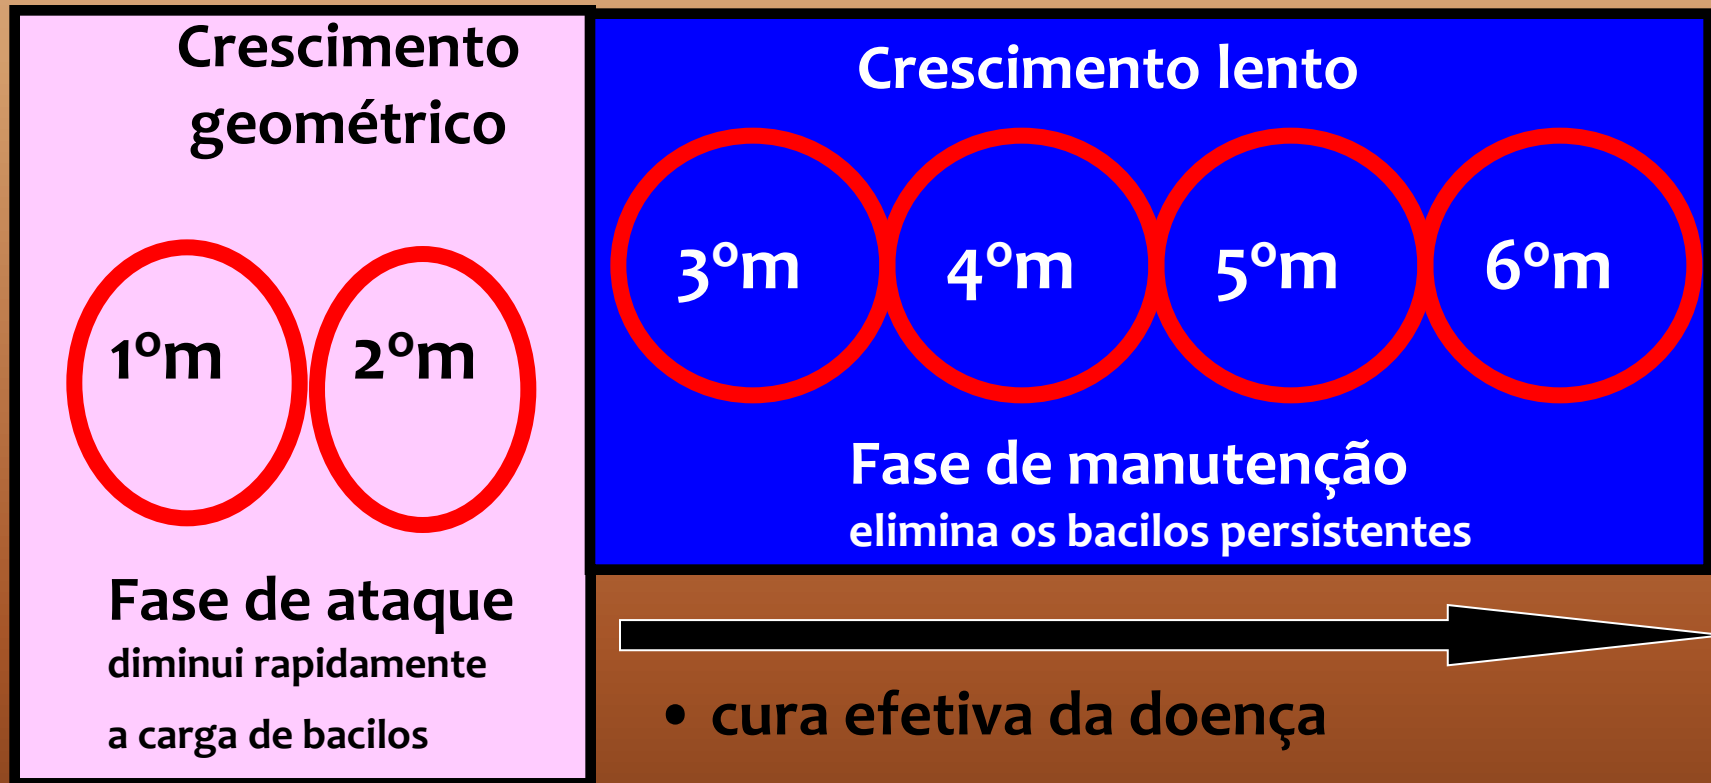 Crescimento
geométrico
1ºm
2ºm
Fase de ataque
diminui rapidamente
a carga de bacilos
Crescimento lento
3ºm
4ºm
5ºm
6ºm
Fase de manutenção
elimina os bacilos persistentes
• cura efetiva da doença